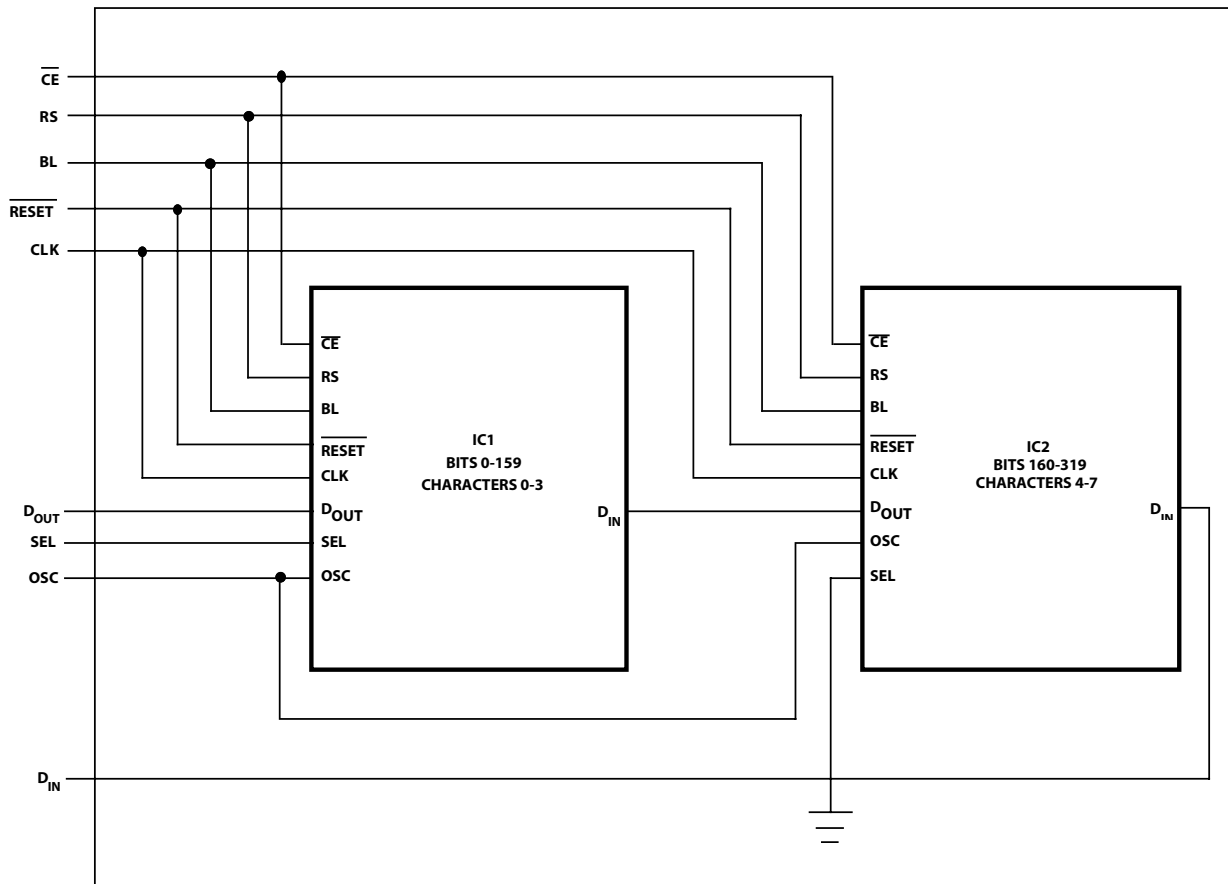 CE
RS
BL
RESET
CLK
DOUT
SEL
OSC
DIN
CE
RS
BL
RESET
CLK
DOUT
SEL
OSC
IC1
BITS 0-159
CHARACTERS 0-3
DIN
CE
RS
BL
RESET
CLK
DOUT
OSC
SEL
IC2
BITS 160-319
CHARACTERS 4-7
DIN